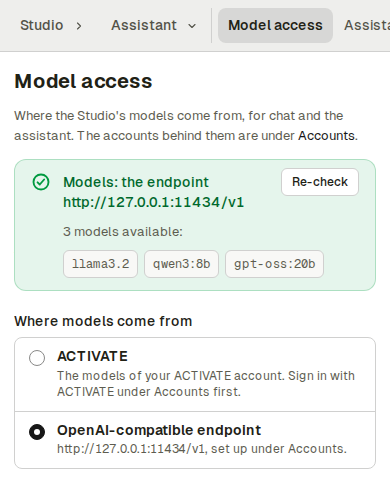 Studio > Assistant Model access Assista
Model access
Where the Studio's models come from, for chat and the
assistant. The accounts behind them are under Accounts.
Models: the endpoint
http://127.0.0.1:11434/v1
Re-check
3 models available:
llama3.2 qwen3:8b gpt-oss:20b
Where models come from
ACTIVATE
The models of your ACTIVATE account. Sign in with
ACTIVATE under Accounts first.
OpenAI-compatible endpoint
http://127.0.0.1:11434/v1, set up under Accounts.